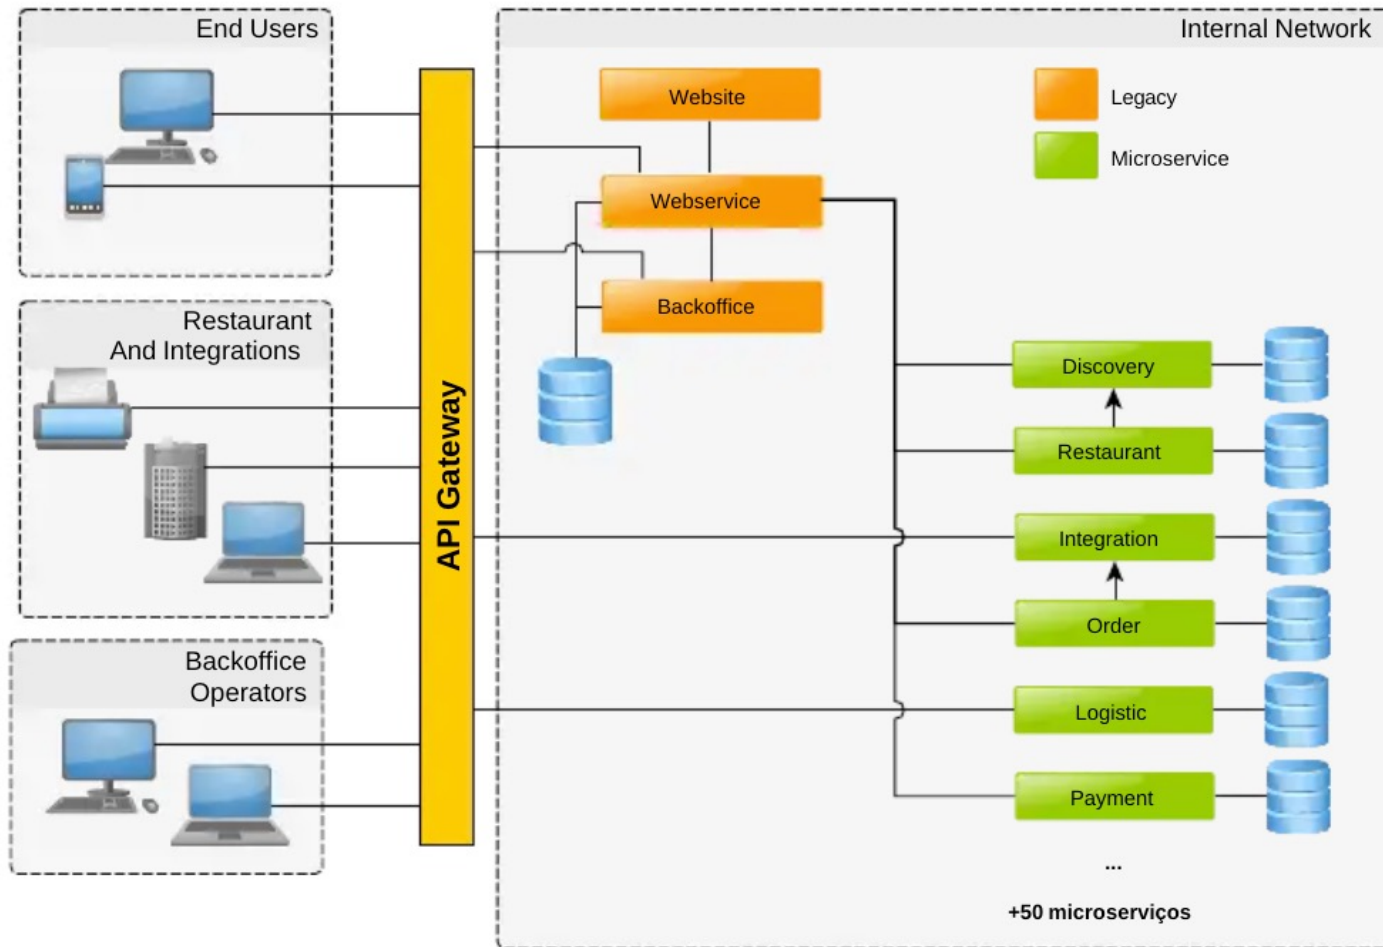 End Users
Restaurant
And Integrations
Backoffice
Operators
API Gateway
Internal Network
Website
Webservice
Backoffice
Legacy
Microservice
Discovery
Restaurant
Integration
Order
Logistic
Payment
...
+50 microserviços